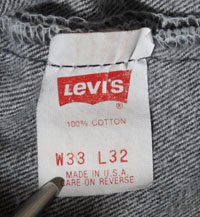 Levi's
®
100% COTTON
W33 L32
MADE IN U.S.A.
CARE ON REVERSE